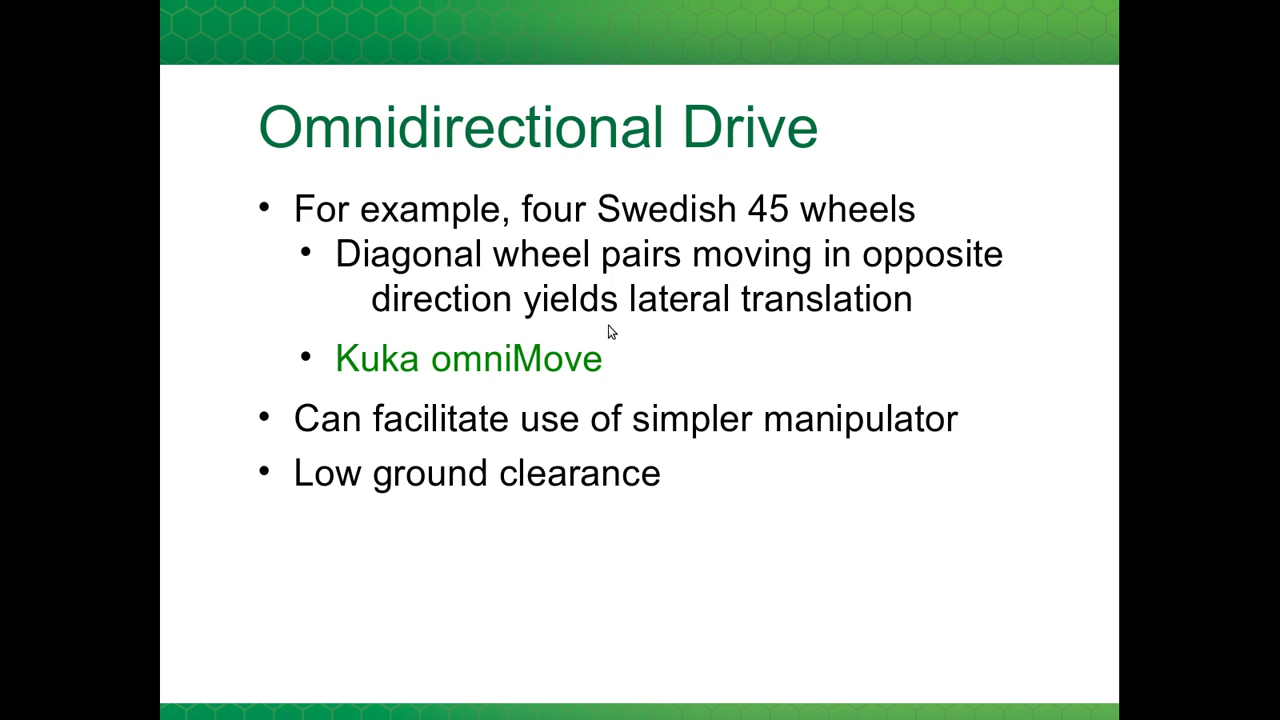 Omnidirectional Drive
• For example, four Swedish 45 wheels
• Diagonal wheel pairs moving in opposite
direction yields lateral translation
• Kuka omniMove
• Can facilitate use of simpler manipulator
• Low ground clearance